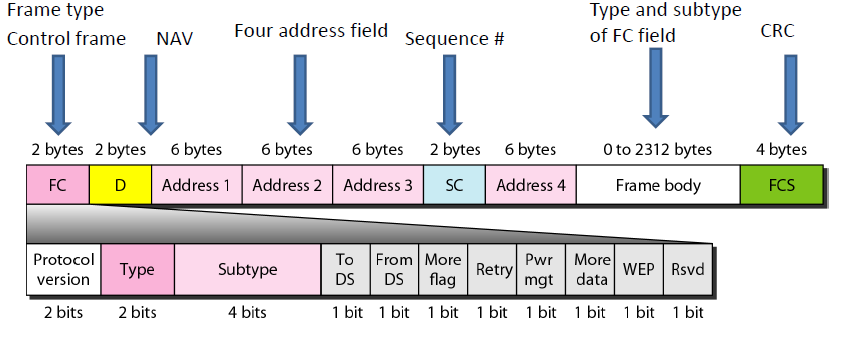 Frame type
Control frame
NAV
Four address field
Sequence #
Type and subtype
of FC field
CRC
2 bytes 2 bytes 6 bytes 6 bytes 6 bytes 2 bytes 6 bytes 0 to 2312 bytes 4 bytes
FC D Address 1 Address 2 Address 3 SC Address 4 Frame body FCS
Protocol
version
Type
Subtype
To
DS
From
DS
More
flag
Retry
Pwr
mgt
More
data
WEP
Rsvd
2 bits 2 bits 4 bits 1 bit 1 bit 1 bit 1 bit 1 bit 1 bit 1 bit 1 bit